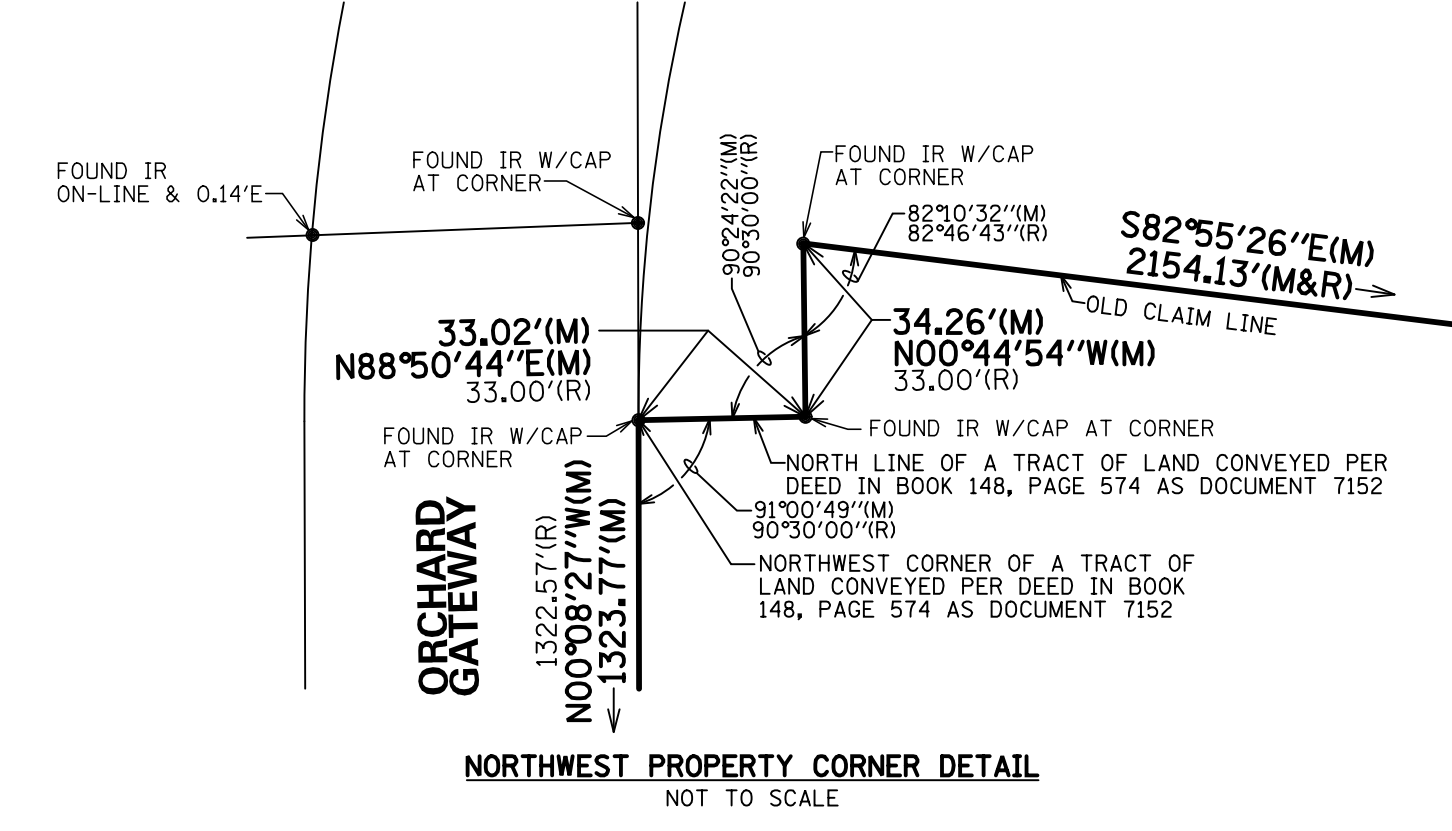 FOUND IR
ON-LINE & 0.14'E
FOUND IR W/CAP
AT CORNER
90°24'22"(M)
90°30'00"(R)
FOUND IR W/CAP
AT CORNER
82°10'32"(M)
82°46'43"(R)
S82°55'26"E(M)
2154.13'(M&R)
OLD CLAIM LINE
33.02'(M)
N88°50'44"E(M)
33.00'(R)
34.26'(M)
N00°44'54"W(M)
33.00'(R)
FOUND IR W/CAP
AT CORNER
FOUND IR W/CAP AT CORNER
NORTH LINE OF A TRACT OF LAND CONVEYED PER
DEED IN BOOK 148, PAGE 574 AS DOCUMENT 7152
91°00'49"(M)
90°30'00"(R)
ORCHARD
GATEWAY
1322.57'(R)
N00°08'27"W(M)
1323.77'(M)
NORTHWEST CORNER OF A TRACT OF
LAND CONVEYED PER DEED IN BOOK
148, PAGE 574 AS DOCUMENT 7152
NORTHWEST PROPERTY CORNER DETAIL
NOT TO SCALE